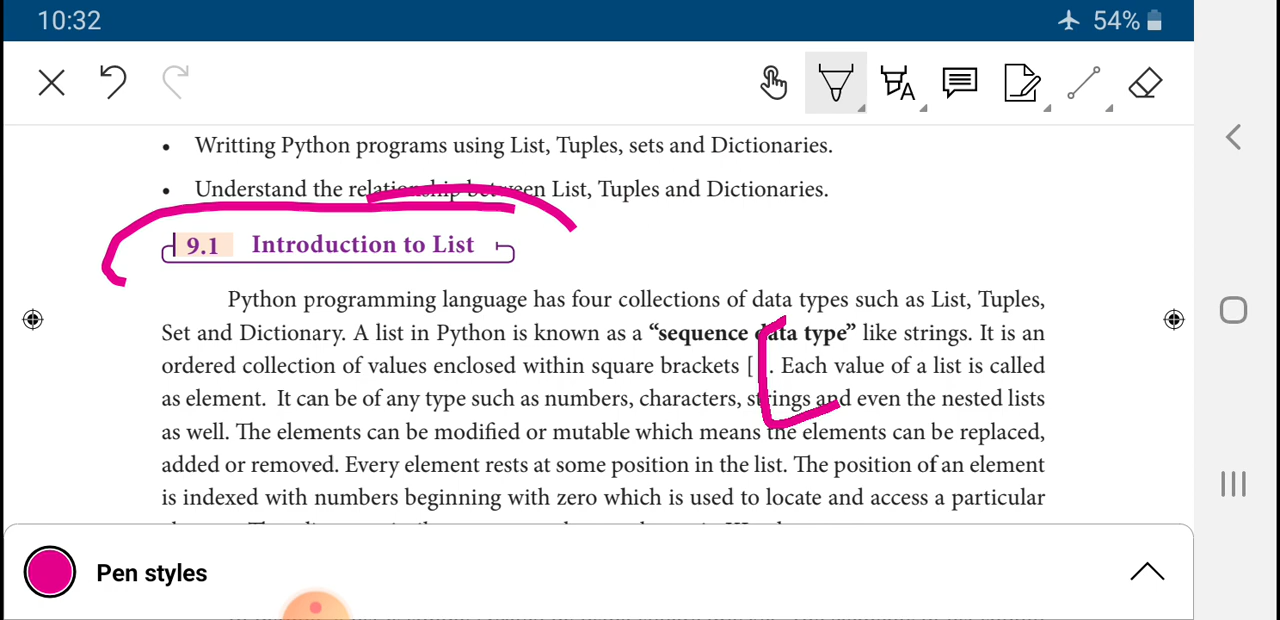 10:32
54%
• Writting Python programs using List, Tuples, sets and Dictionaries.
• Understand the relationship between List, Tuples and Dictionaries.
9.1 Introduction to List
Python programming language has four collections of data types such as List, Tuples,
Set and Dictionary. A list in Python is known as a “sequence data type” like strings. It is an
ordered collection of values enclosed within square brackets [ ]. Each value of a list is called
as element. It can be of any type such as numbers, characters, strings and even the nested lists
as well. The elements can be modified or mutable which means the elements can be replaced,
added or removed. Every element rests at some position in the list. The position of an element
is indexed with numbers beginning with zero which is used to locate and access a particular
Pen styles